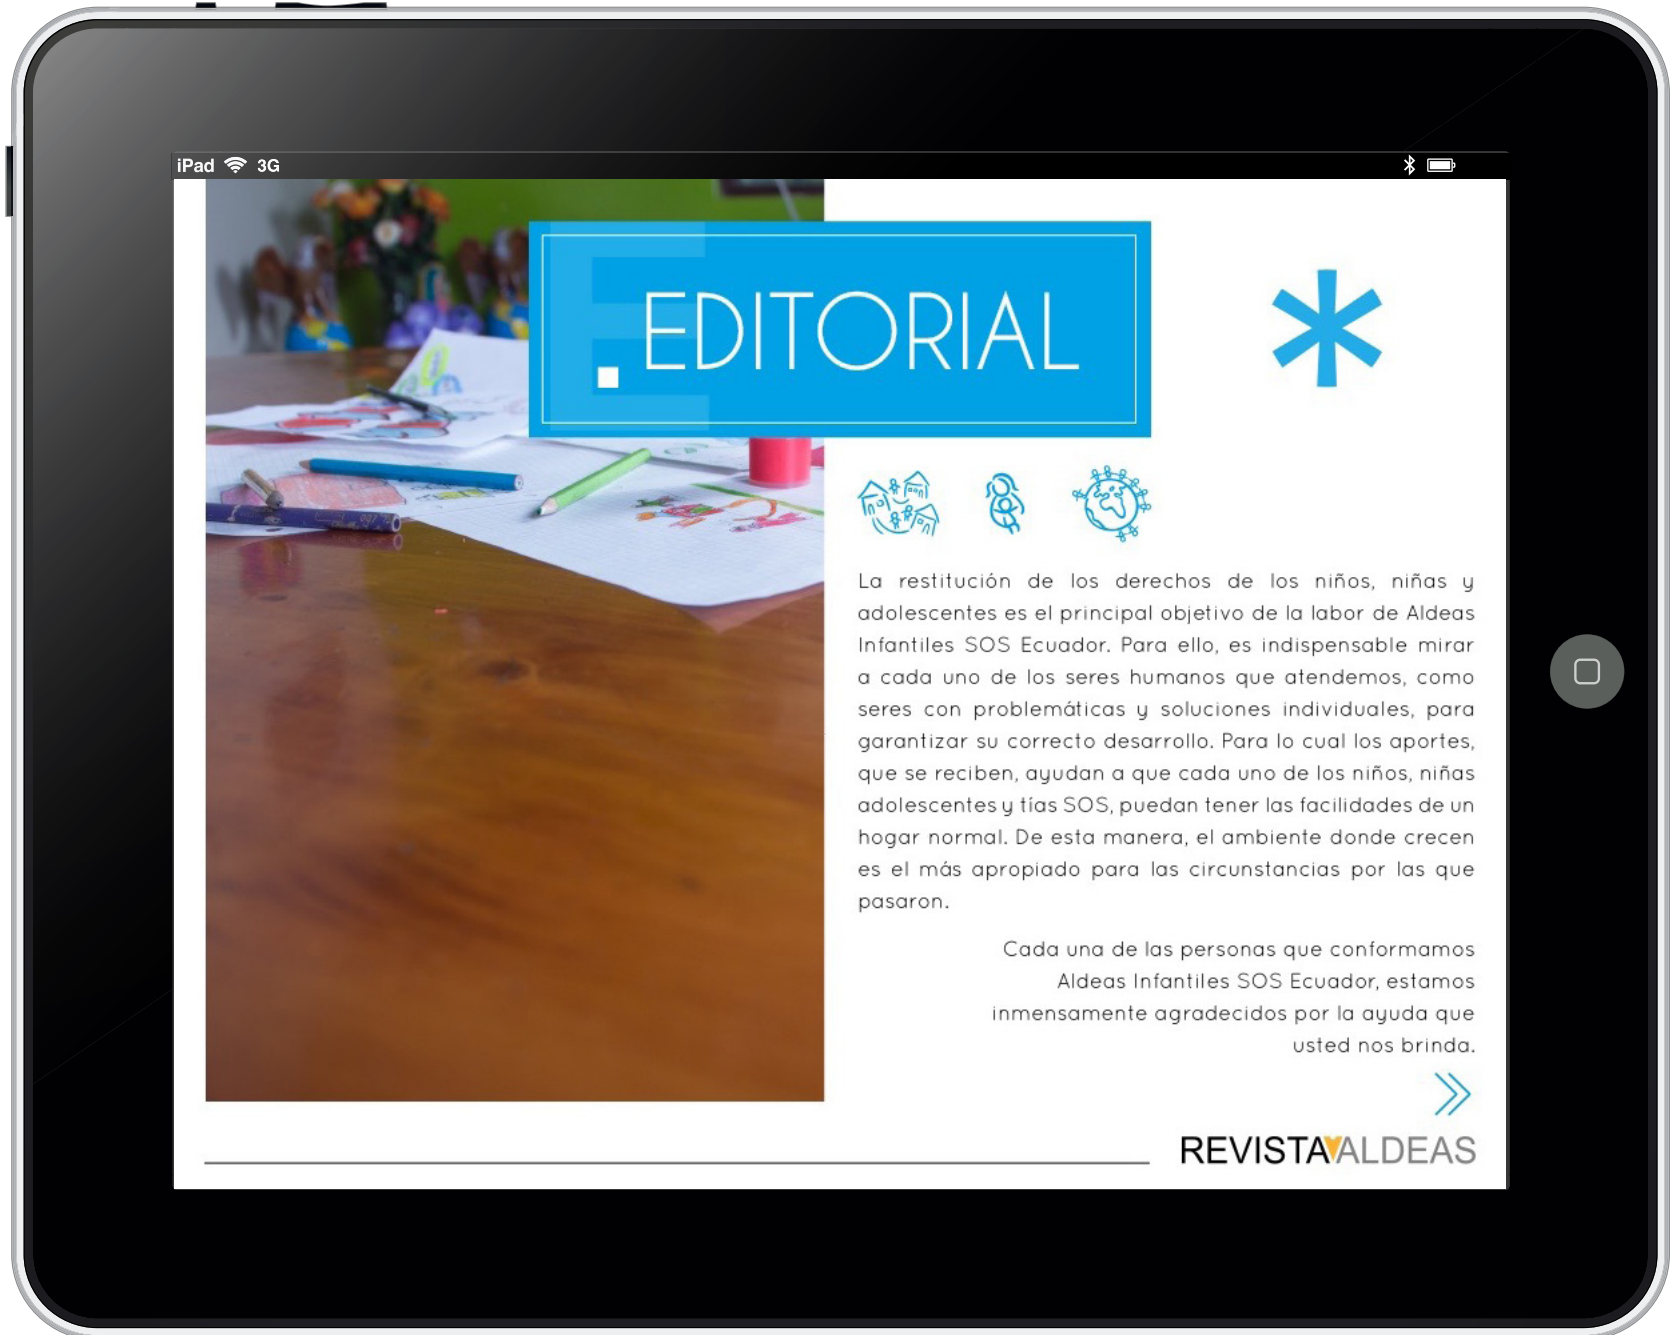 iPad 3G
EDITORIAL
La restitución de los derechos de los niños, niñas y
adolescentes es el principal objetivo de la labor de Aldeas
Infantiles SOS Ecuador. Para ello, es indispensable mirar
a cada uno de los seres humanos que atendemos, como
seres con problemáticas y soluciones individuales, para
garantizar su correcto desarrollo. Para lo cual los aportes,
que se reciben, ayudan a que cada uno de los niños, niñas
adolescentes y tías SOS, puedan tener las facilidades de un
hogar normal. De esta manera, el ambiente donde crecen
es el más apropiado para las circunstancias por las que
pasaron.
Cada una de las personas que conformamos
Aldeas Infantiles SOS Ecuador, estamos
inmensamente agradecidos por la ayuda que
usted nos brinda.
REVISTA ALDEAS